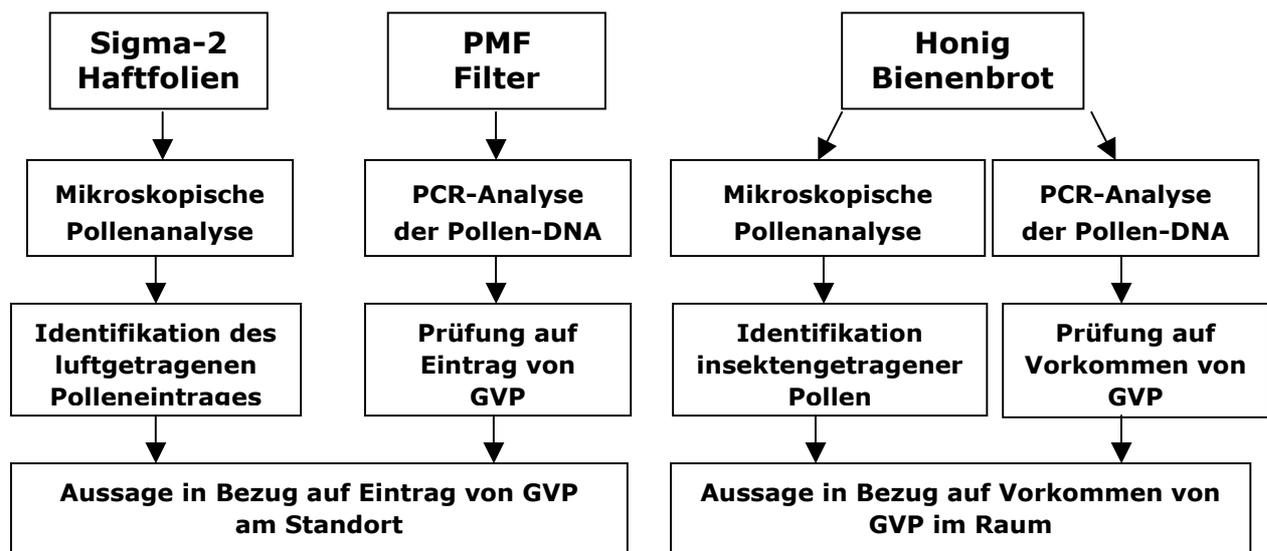 Sigma-2
Haftfolien
PMF
Filter
Honig
Bienenbrot
Mikroskopische
Pollenanalyse
PCR-Analyse
der Pollen-DNA
Mikroskopische
Pollenanalyse
PCR-Analyse
der Pollen-DNA
Identifikation des
luftgetragenen
Polleneintrages
Prüfung auf
Eintrag von
GVP
Identifikation
insektengetragener
Pollen
Prüfung auf
Vorkommen von
GVP
Aussage in Bezug auf Eintrag von GVP
am Standort
Aussage in Bezug auf Vorkommen von
GVP im Raum